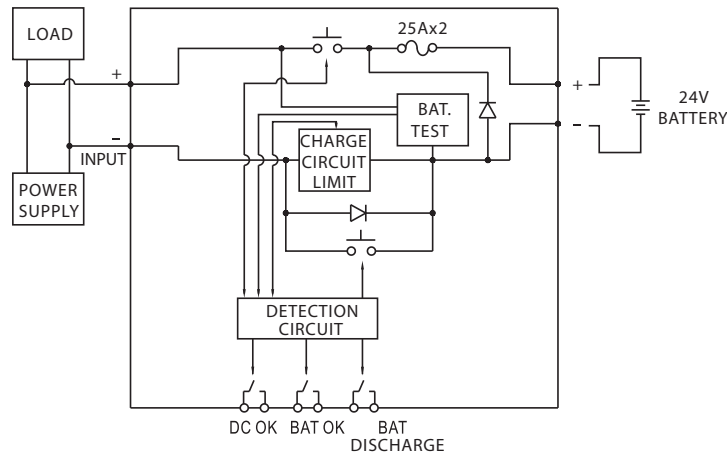 LOAD
25Ax2
+
+
BAT.
TEST
24V
BATTERY
−
−
INPUT
CHARGE
CIRCUIT
LIMIT
POWER
SUPPLY
DETECTION
CIRCUIT
DC OK
BAT OK
BAT
DISCHARGE